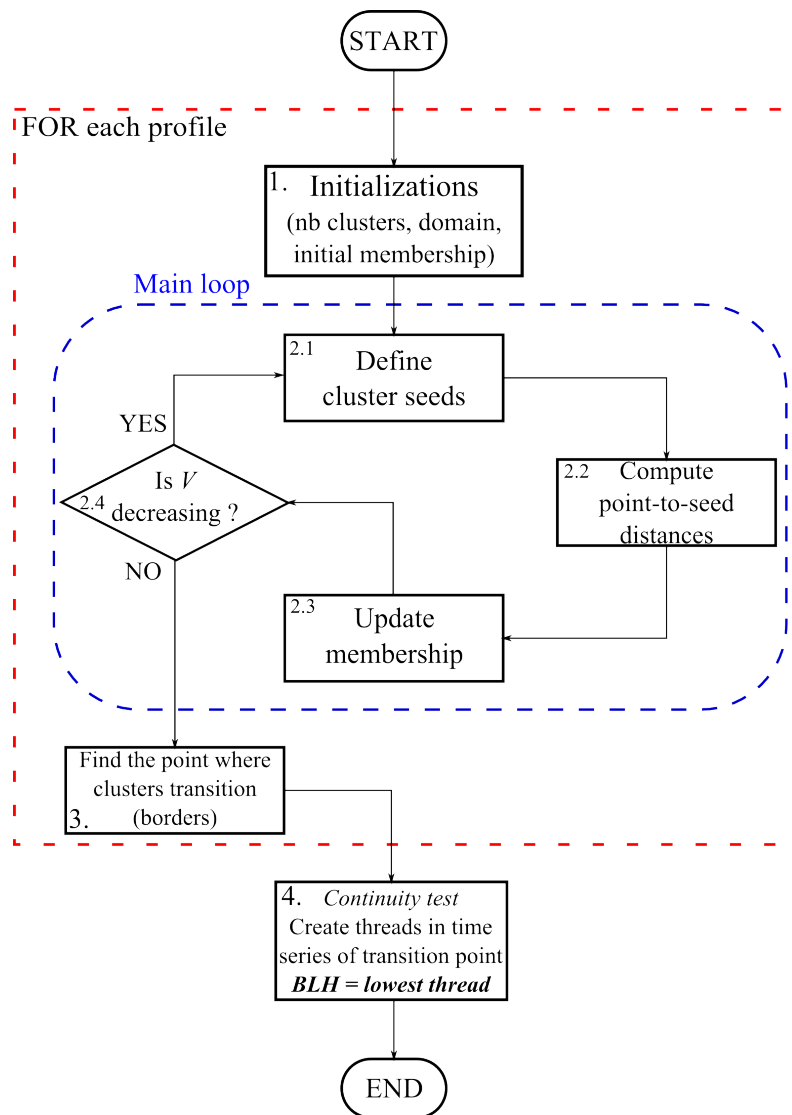 START
FOR each profile
1.
Initializations
(nb clusters, domain,
initial membership)
Main loop
2.1
Define
cluster seeds
YES
Is V
2.4
decreasing ?
NO
2.2
Compute
point-to-seed
distances
2.3
Update
membership
Find the point where
clusters transition
(borders)
3.
4.
Continuity test
Create threads in time
series of transition point
BLH = lowest thread
END